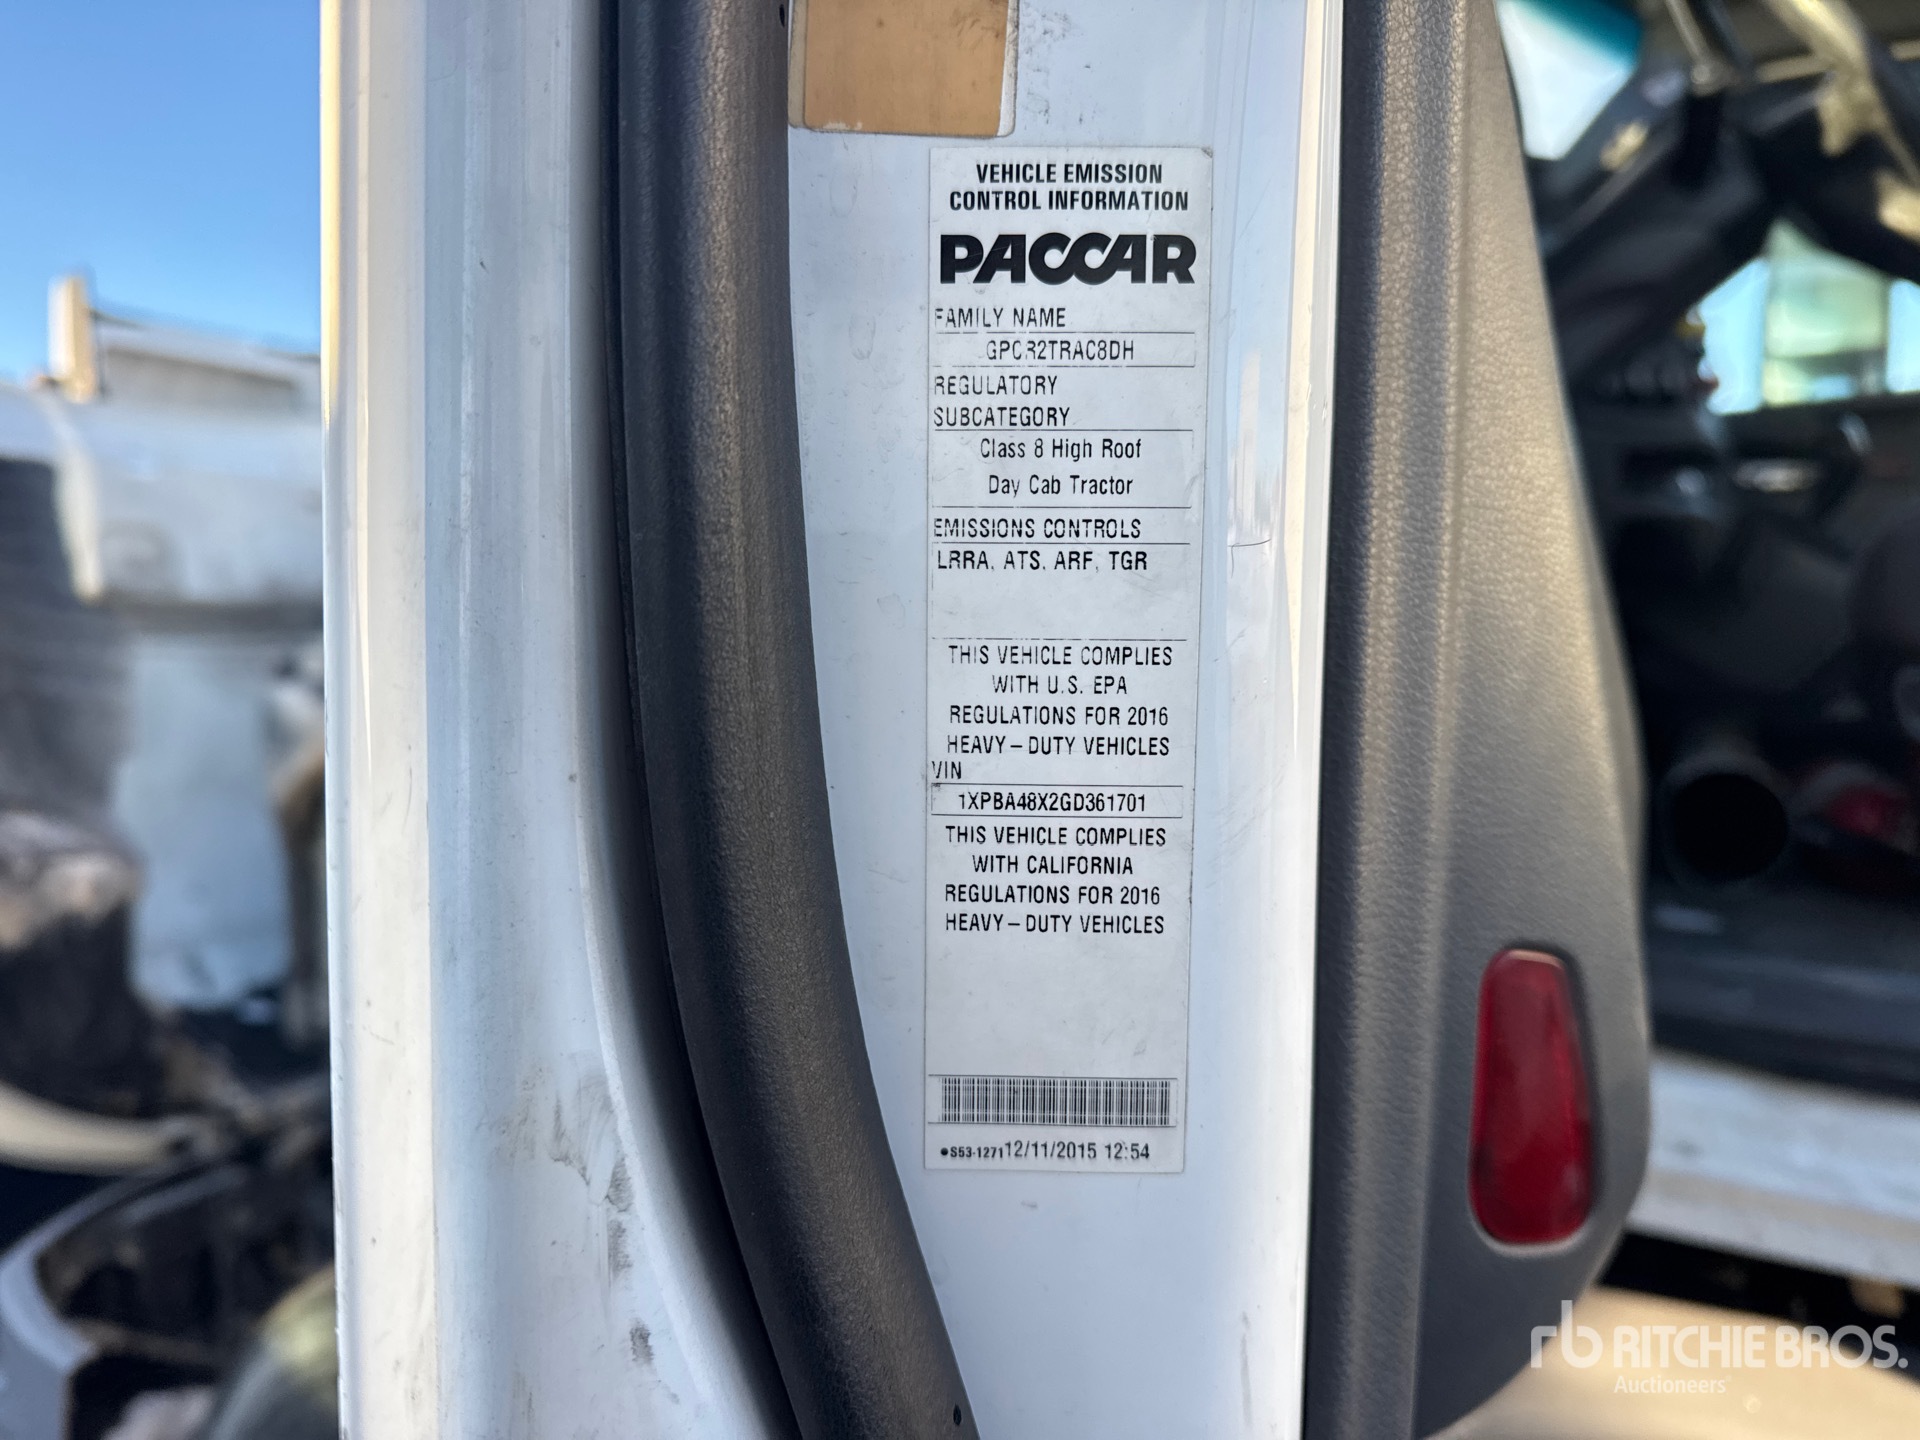 VEHICLE EMISSION
CONTROL INFORMATION
PACCAR
FAMILY NAME
GPCR2TRAC8DH
REGULATORY
SUBCATEGORY
Class 8 High Roof
Day Cab Tractor
EMISSIONS CONTROLS
LRRA, ATS, ARF, TGR
THIS VEHICLE COMPLIES
WITH U.S. EPA
REGULATIONS FOR 2016
HEAVY-DUTY VEHICLES
VIN
1XPBA48X2GD361701
THIS VEHICLE COMPLIES
WITH CALIFORNIA
REGULATIONS FOR 2016
HEAVY-DUTY VEHICLES
•S53-1271 12/11/2015 12:54
rb RITCHIE BROS.
Auctioneers